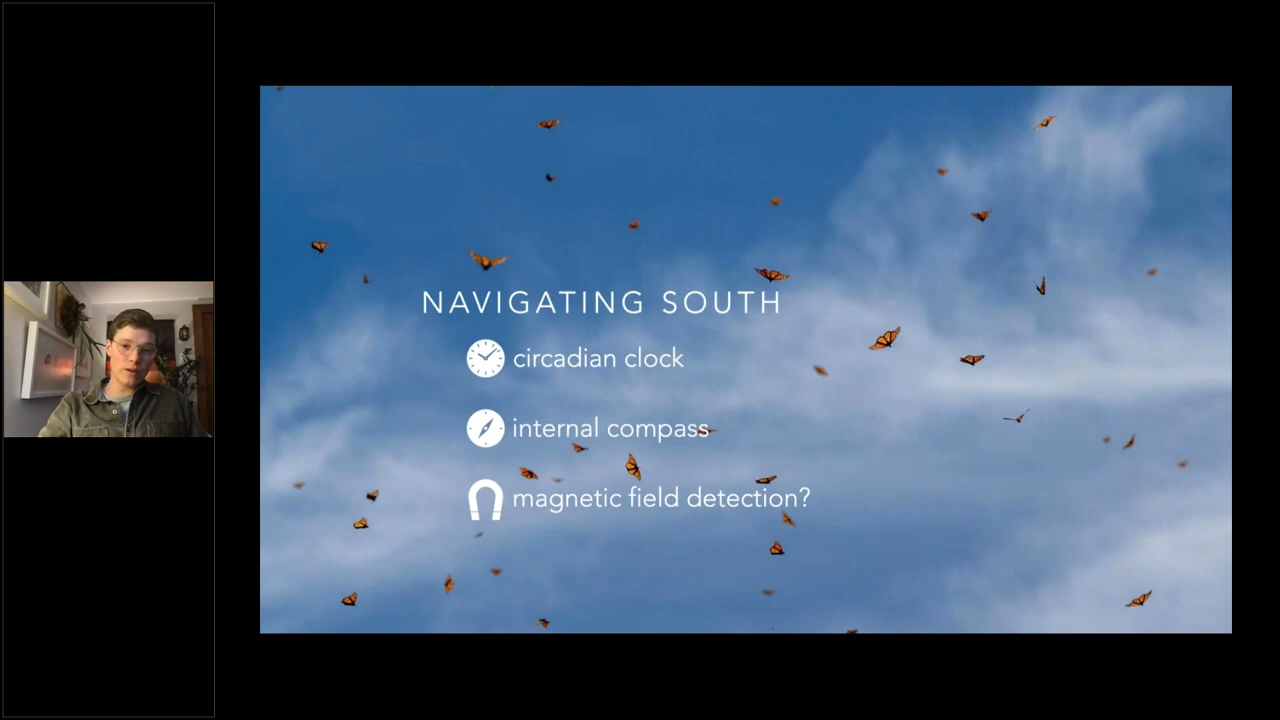 NAVIGATING SOUTH
circadian clock
internal compass
magnetic field detection?